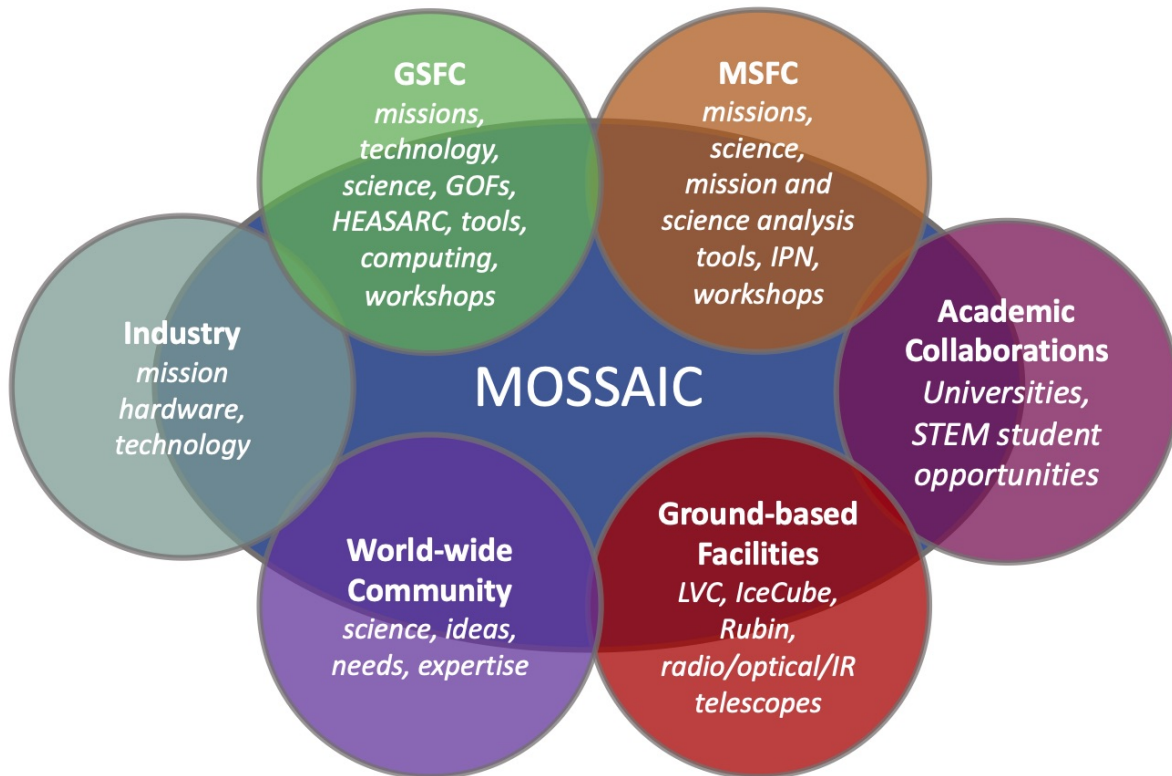 GSFC
missions,
technology,
science, GOFs,
HEASARC, tools,
computing,
workshops
MSFC
missions,
science,
mission and
science analysis
tools, IPN,
workshops
Industry
mission
hardware,
technology
MOSSAIC
Academic
Collaborations
Universities,
STEM student
opportunities
World-wide
Community
science, ideas,
needs, expertise
Ground-based
Facilities
LVC, IceCube,
Rubin,
radio/optical/IR
telescopes